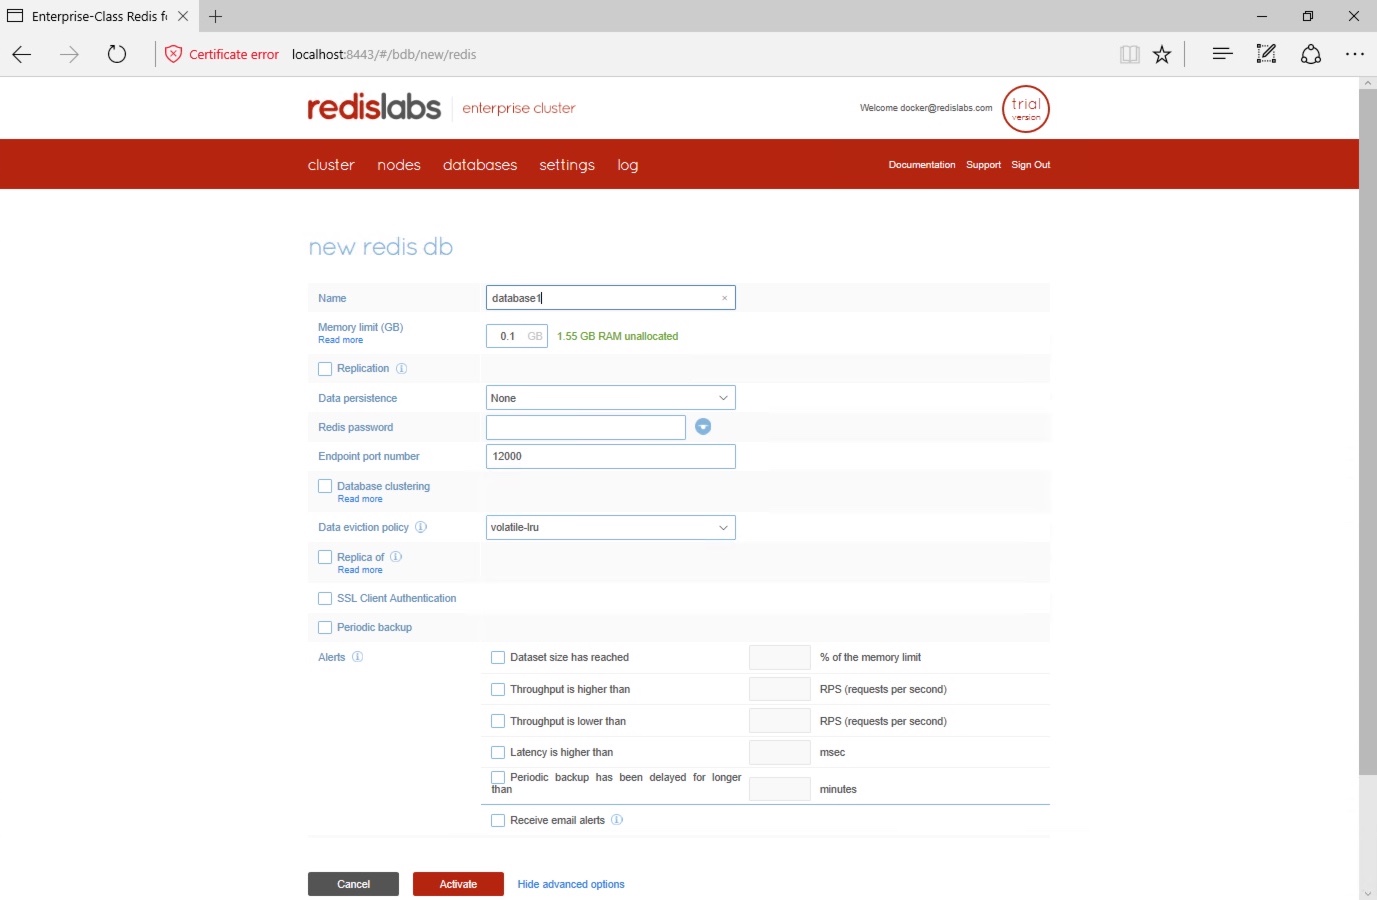 Enterprise-Class Redis f
Certificate error localhost:8443/#/bdb/new/redis
redislabs enterprise cluster
Welcome docker@redislabs.com
trial
version
cluster nodes databases settings log
Documentation Support Sign Out
new redis db
Name database1
Memory limit (GB)
Read more
0.1 GB 1.55 GB RAM unallocated
Replication
Data persistence None
Redis password
Endpoint port number 12000
Database clustering
Read more
Data eviction policy volatile-lru
Replica of
Read more
SSL Client Authentication
Periodic backup
Alerts
Dataset size has reached % of the memory limit
Throughput is higher than RPS (requests per second)
Throughput is lower than RPS (requests per second)
Latency is higher than msec
Periodic backup has been delayed for longer
than minutes
Receive email alerts
Cancel Activate Hide advanced options